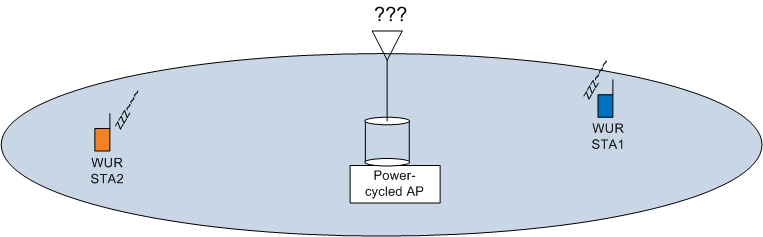 ???
WUR
STA1
WUR
STA2
Power-
cycled AP